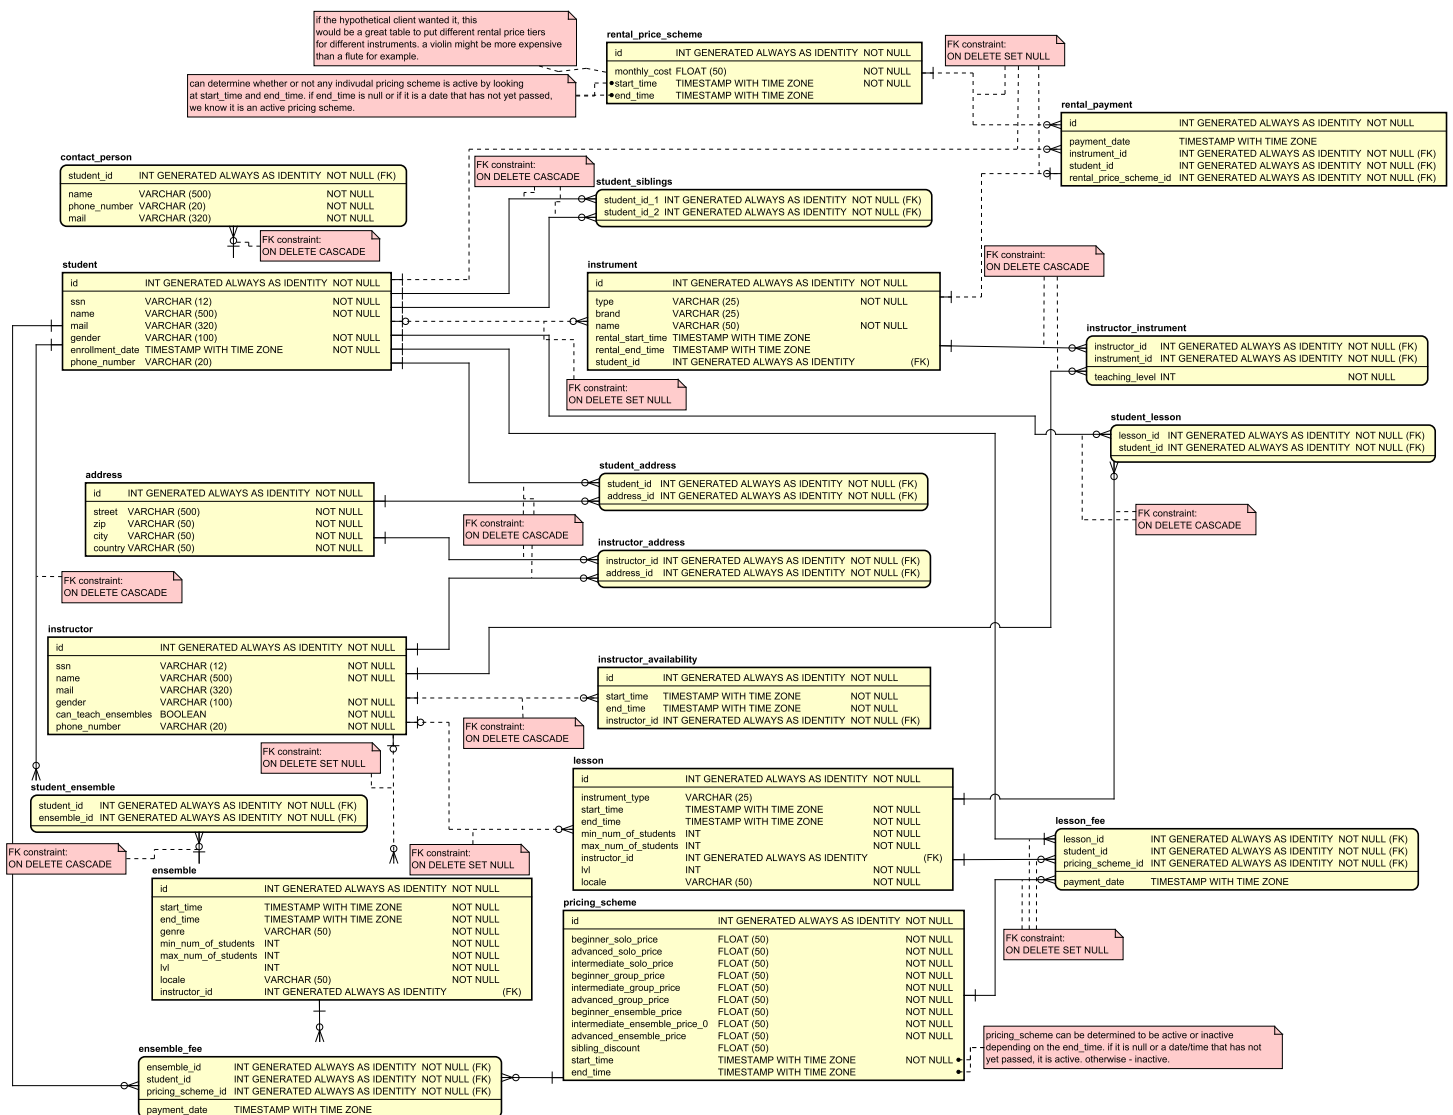 if the hypothetical client wanted it, this
would be a great table to put different rental price tiers
for different instruments. a violin might be more expensive
than a flute for example.
can determine whether or not any indivudal pricing scheme is active by looking
at start_time and end_time. if end_time is null or if it is a date that has not yet passed,
we know it is an active pricing scheme.
rental_price_scheme
id INT GENERATED ALWAYS AS IDENTITY NOT NULL
monthly_cost FLOAT (50) NOT NULL
start_time TIMESTAMP WITH TIME ZONE NOT NULL
end_time TIMESTAMP WITH TIME ZONE
FK constraint:
ON DELETE SET NULL
rental_payment
id INT GENERATED ALWAYS AS IDENTITY NOT NULL
payment_date TIMESTAMP WITH TIME ZONE
instrument_id INT GENERATED ALWAYS AS IDENTITY NOT NULL (FK)
student_id INT GENERATED ALWAYS AS IDENTITY NOT NULL (FK)
rental_price_scheme_id INT GENERATED ALWAYS AS IDENTITY NOT NULL (FK)
contact_person
student_id INT GENERATED ALWAYS AS IDENTITY NOT NULL (FK)
name VARCHAR (500) NOT NULL
phone_number VARCHAR (20) NOT NULL
mail VARCHAR (320) NOT NULL
FK constraint:
ON DELETE CASCADE
FK constraint:
ON DELETE CASCADE
student_siblings
student_id_1 INT GENERATED ALWAYS AS IDENTITY NOT NULL (FK)
student_id_2 INT GENERATED ALWAYS AS IDENTITY NOT NULL (FK)
student
id INT GENERATED ALWAYS AS IDENTITY NOT NULL
ssn VARCHAR (12) NOT NULL
name VARCHAR (500) NOT NULL
mail VARCHAR (320)
gender VARCHAR (100) NOT NULL
enrollment_date TIMESTAMP WITH TIME ZONE NOT NULL
phone_number VARCHAR (20)
instrument
id INT GENERATED ALWAYS AS IDENTITY NOT NULL
type VARCHAR (25) NOT NULL
brand VARCHAR (25)
name VARCHAR (50) NOT NULL
rental_start_time TIMESTAMP WITH TIME ZONE
rental_end_time TIMESTAMP WITH TIME ZONE
student_id INT GENERATED ALWAYS AS IDENTITY (FK)
FK constraint:
ON DELETE CASCADE
instructor_instrument
instructor_id INT GENERATED ALWAYS AS IDENTITY NOT NULL (FK)
instrument_id INT GENERATED ALWAYS AS IDENTITY NOT NULL (FK)
teaching_level INT NOT NULL
FK constraint:
ON DELETE SET NULL
student_lesson
lesson_id INT GENERATED ALWAYS AS IDENTITY NOT NULL (FK)
student_id INT GENERATED ALWAYS AS IDENTITY NOT NULL (FK)
FK constraint:
ON DELETE CASCADE
address
id INT GENERATED ALWAYS AS IDENTITY NOT NULL
street VARCHAR (500) NOT NULL
zip VARCHAR (50) NOT NULL
city VARCHAR (50) NOT NULL
country VARCHAR (50) NOT NULL
student_address
student_id INT GENERATED ALWAYS AS IDENTITY NOT NULL (FK)
address_id INT GENERATED ALWAYS AS IDENTITY NOT NULL (FK)
FK constraint:
ON DELETE CASCADE
instructor_address
instructor_id INT GENERATED ALWAYS AS IDENTITY NOT NULL (FK)
address_id INT GENERATED ALWAYS AS IDENTITY NOT NULL (FK)
FK constraint:
ON DELETE CASCADE
instructor
id INT GENERATED ALWAYS AS IDENTITY NOT NULL
ssn VARCHAR (12) NOT NULL
name VARCHAR (500) NOT NULL
mail VARCHAR (320)
gender VARCHAR (100) NOT NULL
can_teach_ensembles BOOLEAN NOT NULL
phone_number VARCHAR (20) NOT NULL
instructor_availability
id INT GENERATED ALWAYS AS IDENTITY NOT NULL
start_time TIMESTAMP WITH TIME ZONE NOT NULL
end_time TIMESTAMP WITH TIME ZONE NOT NULL
instructor_id INT GENERATED ALWAYS AS IDENTITY NOT NULL (FK)
FK constraint:
ON DELETE CASCADE
FK constraint:
ON DELETE SET NULL
student_ensemble
student_id INT GENERATED ALWAYS AS IDENTITY NOT NULL (FK)
ensemble_id INT GENERATED ALWAYS AS IDENTITY NOT NULL (FK)
FK constraint:
ON DELETE CASCADE
FK constraint:
ON DELETE SET NULL
lesson
id INT GENERATED ALWAYS AS IDENTITY NOT NULL
instrument_type VARCHAR (25)
start_time TIMESTAMP WITH TIME ZONE NOT NULL
end_time TIMESTAMP WITH TIME ZONE NOT NULL
min_num_of_students INT NOT NULL
max_num_of_students INT NOT NULL
instructor_id INT GENERATED ALWAYS AS IDENTITY (FK)
lvl INT NOT NULL
locale VARCHAR (50) NOT NULL
lesson_fee
lesson_id INT GENERATED ALWAYS AS IDENTITY NOT NULL (FK)
student_id INT GENERATED ALWAYS AS IDENTITY NOT NULL (FK)
pricing_scheme_id INT GENERATED ALWAYS AS IDENTITY NOT NULL (FK)
payment_date TIMESTAMP WITH TIME ZONE
FK constraint:
ON DELETE SET NULL
ensemble
id INT GENERATED ALWAYS AS IDENTITY NOT NULL
start_time TIMESTAMP WITH TIME ZONE NOT NULL
end_time TIMESTAMP WITH TIME ZONE NOT NULL
genre VARCHAR (50) NOT NULL
min_num_of_students INT NOT NULL
max_num_of_students INT NOT NULL
lvl INT NOT NULL
locale VARCHAR (50) NOT NULL
instructor_id INT GENERATED ALWAYS AS IDENTITY (FK)
pricing_scheme
id INT GENERATED ALWAYS AS IDENTITY NOT NULL
beginner_solo_price FLOAT (50) NOT NULL
advanced_solo_price FLOAT (50) NOT NULL
intermediate_solo_price FLOAT (50) NOT NULL
beginner_group_price FLOAT (50) NOT NULL
intermediate_group_price FLOAT (50) NOT NULL
advanced_group_price FLOAT (50) NOT NULL
beginner_ensemble_price FLOAT (50) NOT NULL
intermediate_ensemble_price_0 FLOAT (50) NOT NULL
advanced_ensemble_price FLOAT (50) NOT NULL
sibling_discount FLOAT (50)
start_time TIMESTAMP WITH TIME ZONE NOT NULL
end_time TIMESTAMP WITH TIME ZONE
pricing_scheme can be determined to be active or inactive
depending on the end_time. if it is null or a date/time that has not
yet passed, it is active. otherwise - inactive.
ensemble_fee
ensemble_id INT GENERATED ALWAYS AS IDENTITY NOT NULL (FK)
student_id INT GENERATED ALWAYS AS IDENTITY NOT NULL (FK)
pricing_scheme_id INT GENERATED ALWAYS AS IDENTITY NOT NULL (FK)
payment_date TIMESTAMP WITH TIME ZONE